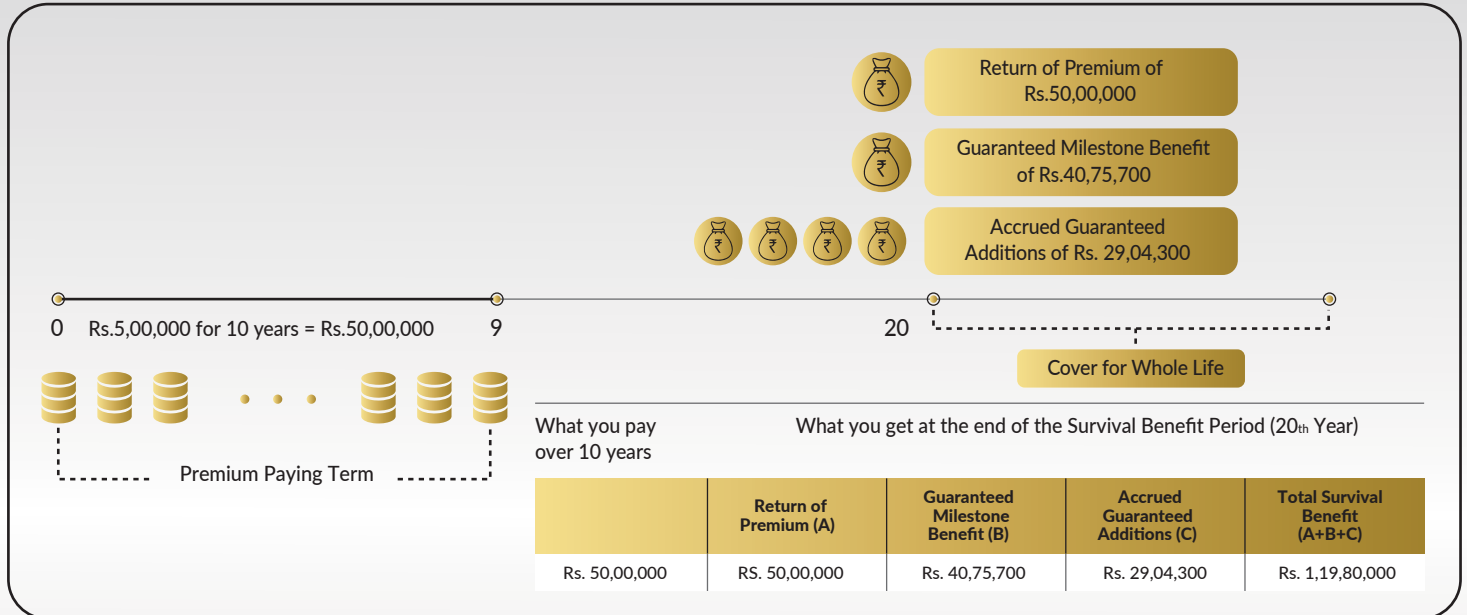 Return of Premium of
Rs.50,00,000
Guaranteed Milestone Benefit
of Rs.40,75,700
Accrued Guaranteed
Additions of Rs. 29,04,300
₹
₹
₹ ₹ ₹ ₹
0 Rs.5,00,000 for 10 years = Rs.50,00,000 9 20
Cover for Whole Life
Premium Paying Term
What you pay
over 10 years
What you get at the end of the Survival Benefit Period (20th Year)
Return of
Premium (A)
Guaranteed
Milestone
Benefit (B)
Accrued
Guaranteed
Additions (C)
Total Survival
Benefit
(A+B+C)
Rs. 50,00,000 RS. 50,00,000 Rs. 40,75,700 Rs. 29,04,300 Rs. 1,19,80,000